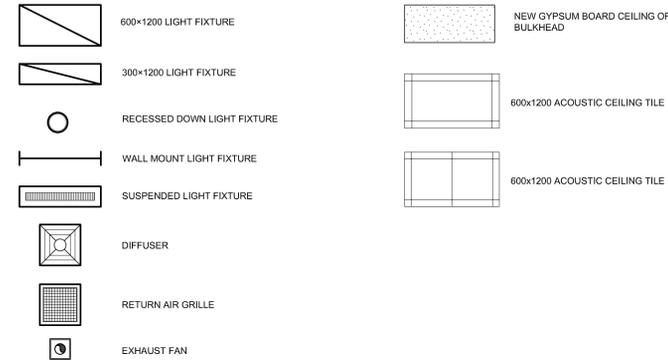 600×1200 LIGHT FIXTURE
300×1200 LIGHT FIXTURE
RECESSED DOWN LIGHT FIXTURE
WALL MOUNT LIGHT FIXTURE
SUSPENDED LIGHT FIXTURE
DIFFUSER
RETURN AIR GRILLE
EXHAUST FAN
NEW GYPSUM BOARD CEILING OR
BULKHEAD
600x1200 ACOUSTIC CEILING TILE
600x1200 ACOUSTIC CEILING TILE